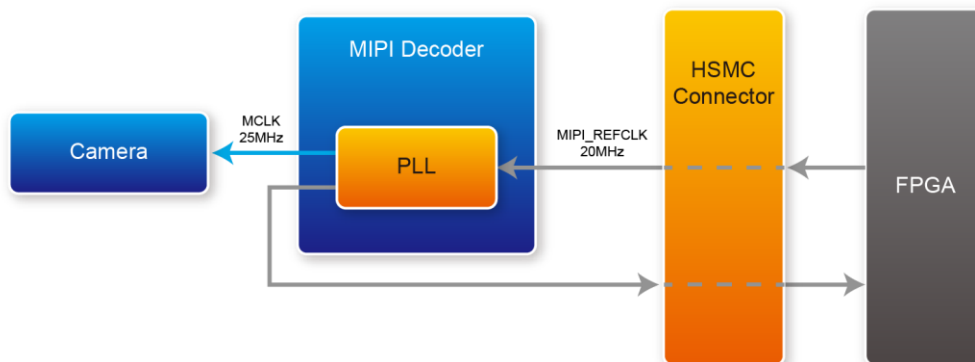 MIPI Decoder
HSMC
Connector
MCLK
25MHz
MIPI_REFCLK
20MHz
Camera
PLL
FPGA